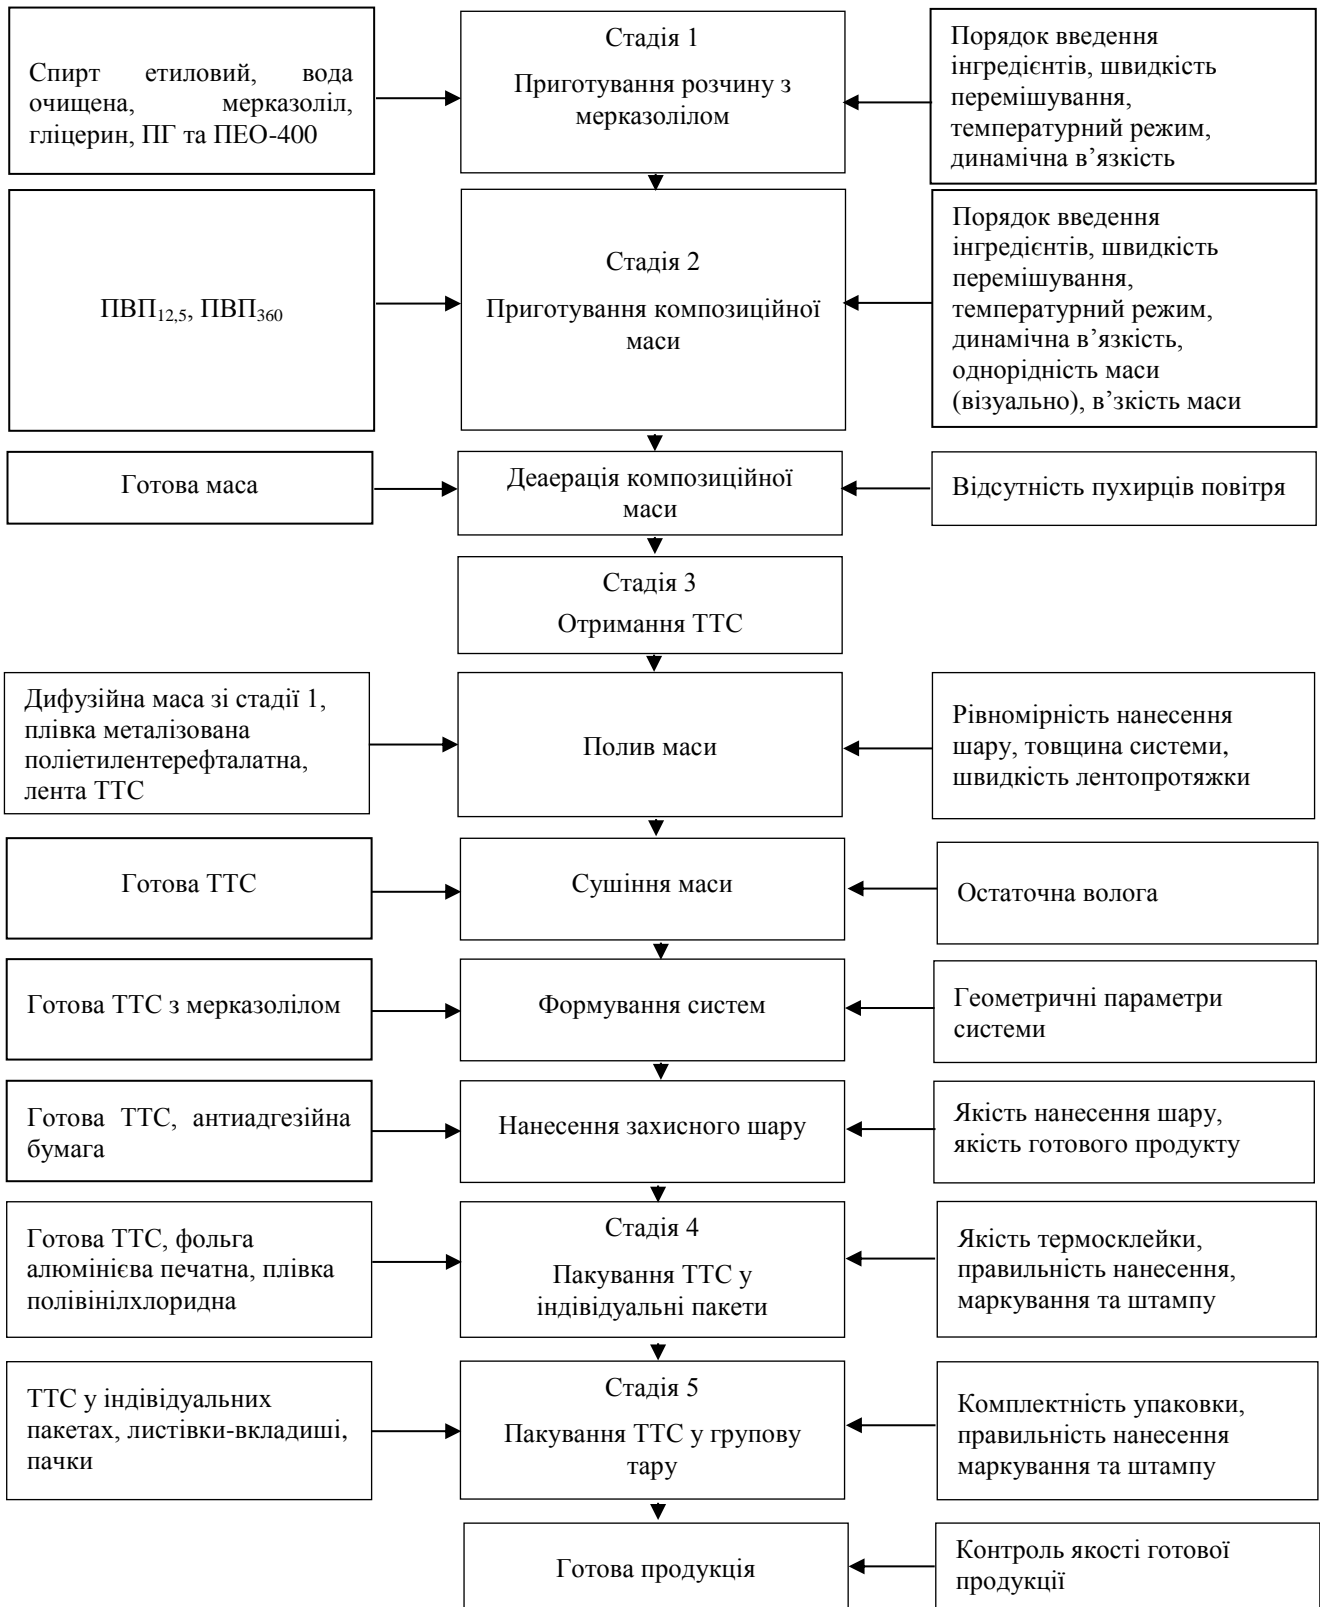 Спирт етиловий, вода
очищена, мерказоліл,
гліцерин, ПГ та ПЕО-400
Стадія 1
Приготування розчину з
мерказолілом
Порядок введення
інгредієнтів, швидкість
перемішування,
температурний режим,
динамічна в’язкість
ПВП12,5, ПВП360
Стадія 2
Приготування композиційної
маси
Порядок введення
інгредієнтів, швидкість
перемішування,
температурний режим,
динамічна в’язкість,
однорідність маси
(візуально), в’зкість маси
Готова маса
Деаерація композиційної
маси
Відсутність пухирців повітря
Стадія 3
Отримання ТТС
Дифузійна маса зі стадії 1,
плівка металізована
поліетилентерефталатна,
лента ТТС
Полив маси
Рівномірність нанесення
шару, товщина системи,
швидкість лентопротяжки
Готова ТТС
Сушіння маси
Остаточна волога
Готова ТТС з мерказолілом
Формування систем
Геометричні параметри
системи
Готова ТТС, антиадгезійна
бумага
Нанесення захисного шару
Якість нанесення шару,
якість готового продукту
Готова ТТС, фольга
алюмінієва печатна, плівка
полівінілхлоридна
Стадія 4
Пакування ТТС у
індивідуальні пакети
Якість термосклейки,
правильність нанесення,
маркування та штампу
ТТС у індивідуальних
пакетах, листівки-вкладиші,
пачки
Стадія 5
Пакування ТТС у групову
тару
Комплектність упаковки,
правильність нанесення
маркування та штампу
Готова продукція
Контроль якості готової
продукції